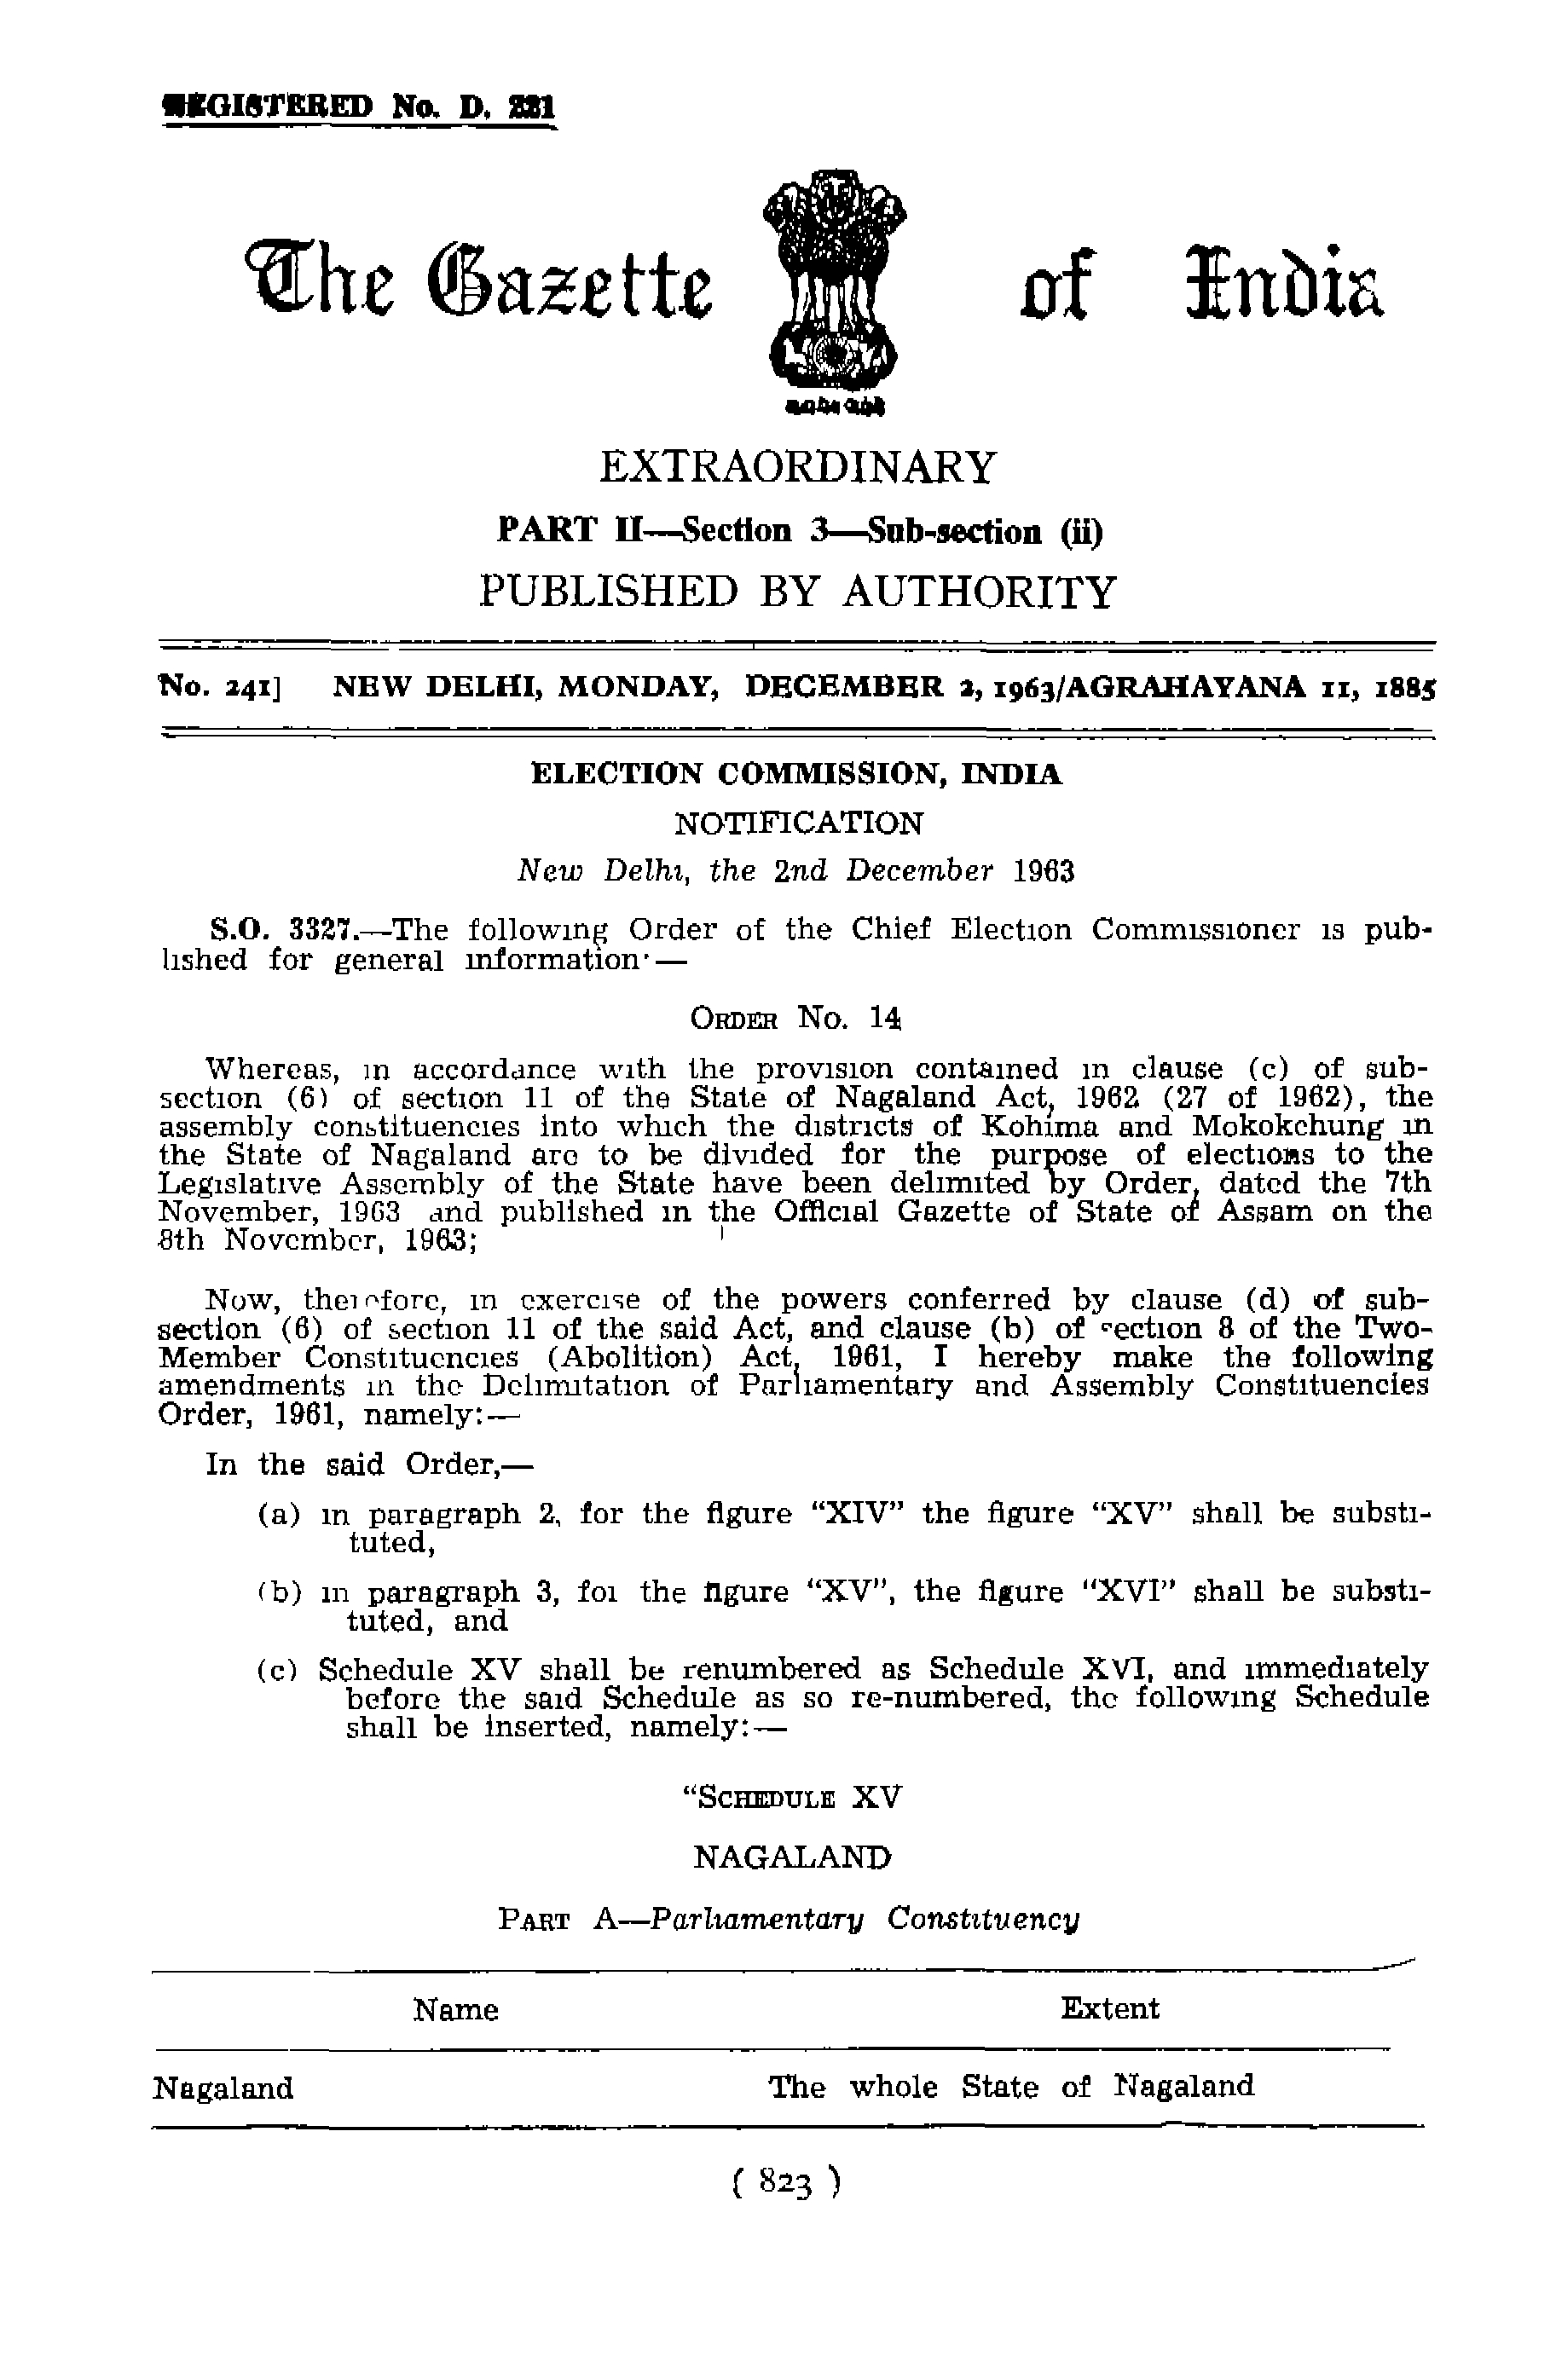 REGISTERED No. D. 221
The Gazette of India
EXTRAORDINARY
PART II—Section 3—Sub-section (ii)
PUBLISHED BY AUTHORITY
No. 241] NEW DELHI, MONDAY, DECEMBER 2, 1963/AGRAHAYANA 11, 1885
ELECTION COMMISSION, INDIA
NOTIFICATION
New Delhi, the 2nd December 1963
S.O. 3327.—The following Order of the Chief Election Commissioner is pub-
lished for general information:—
ORDER No. 14
Whereas, in accordance with the provision contained in clause (c) of sub-
section (6) of section 11 of the State of Nagaland Act, 1962 (27 of 1962), the
assembly constituencies into which the districts of Kohima and Mokokchung in
the State of Nagaland are to be divided for the purpose of elections to the
Legislative Assembly of the State have been delimited by Order, dated the 7th
November, 1963 and published in the Official Gazette of State of Assam on the
8th November, 1963;
Now, therefore, in exercise of the powers conferred by clause (d) of sub-
section (6) of section 11 of the said Act, and clause (b) of section 8 of the Two-
Member Constituencies (Abolition) Act, 1961, I hereby make the following
amendments in the Delimitation of Parliamentary and Assembly Constituencies
Order, 1961, namely:—
In the said Order,—
(a) in paragraph 2, for the figure “XIV” the figure “XV” shall be substi-
tuted,
(b) in paragraph 3, for the figure “XV”, the figure “XVI” shall be substi-
tuted, and
(c) Schedule XV shall be renumbered as Schedule XVI, and immediately
before the said Schedule as so re-numbered, the following Schedule
shall be inserted, namely:—
“SCHEDULE XV
NAGALAND
PART A—Parliamentary Constituency
Name Extent
Nagaland The whole State of Nagaland
( 823 )